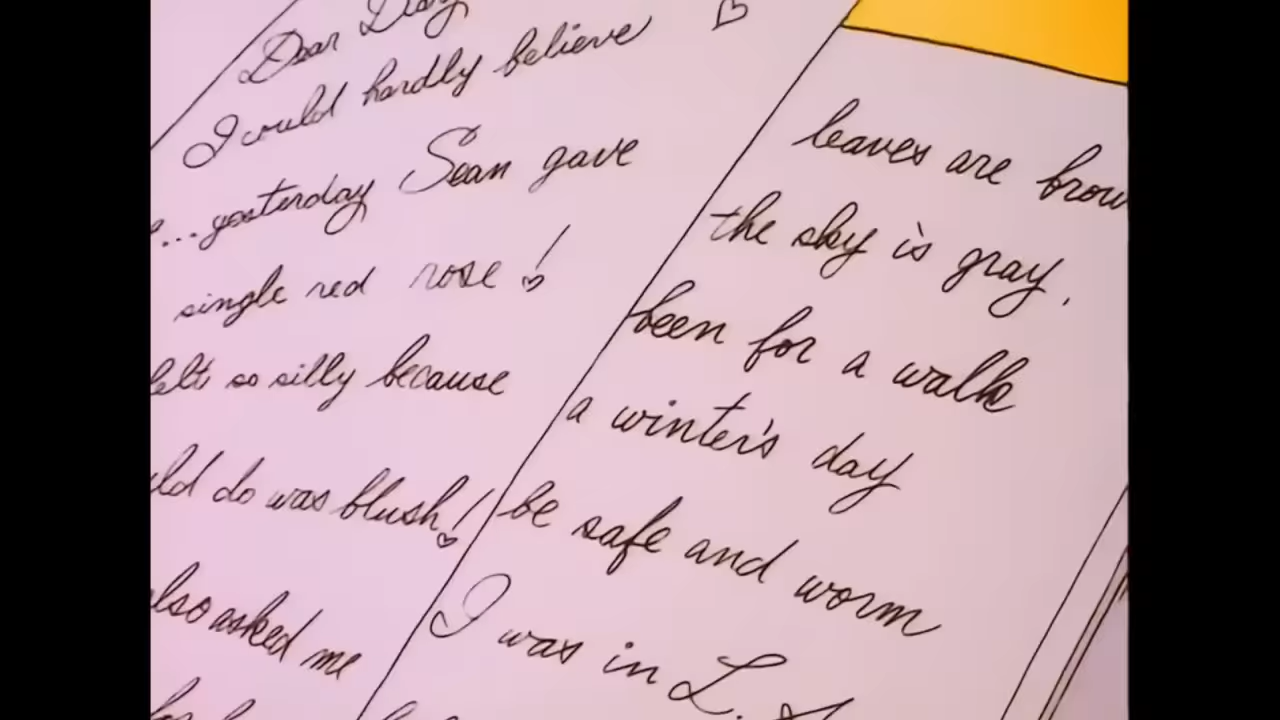 Dear Diary
I could hardly believe
...yesterday Sean gave
single red rose!
felt so silly because
uld do was blush!
also asked me
leaves are brow
the sky is gray,
been for a walk
a winter's day
be safe and worm
I was in L.A